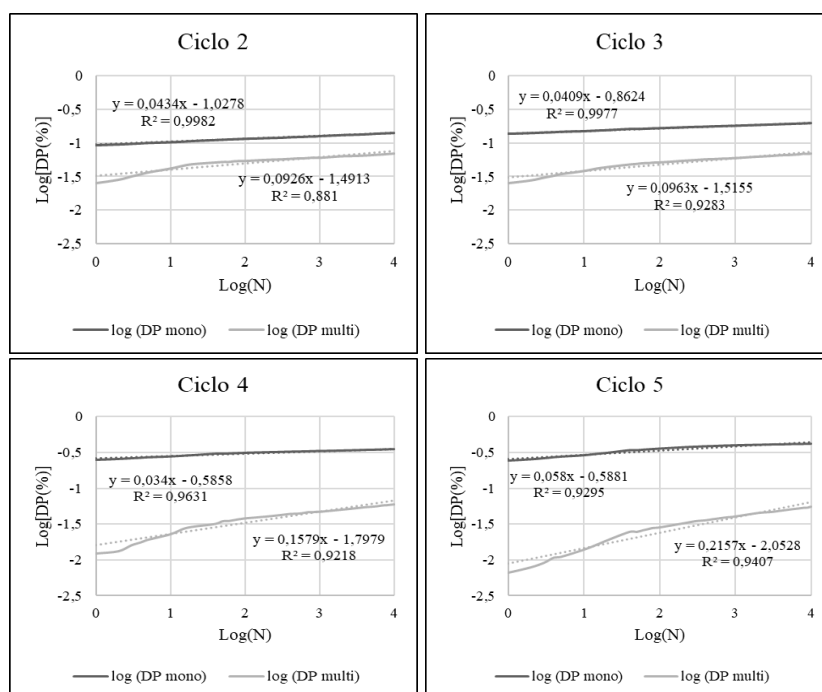 Ciclo 2
0
-0,5
-1
-1,5
-2
-2,5
Log[DP(%)]
y = 0,0434x - 1,0278
R² = 0,9982
y = 0,0926x - 1,4913
R² = 0,881
0 1 2 3 4
Log(N)
log (DP mono) log (DP multi)
Ciclo 3
0
-0,5
-1
-1,5
-2
-2,5
Log[DP(%)]
y = 0,0409x - 0,8624
R² = 0,9977
y = 0,0963x - 1,5155
R² = 0,9283
0 1 2 3 4
Log(N)
log (DP mono) log (DP multi)
Ciclo 4
0
-0,5
-1
-1,5
-2
-2,5
Log[DP(%)]
y = 0,034x - 0,5858
R² = 0,9631
y = 0,1579x - 1,7979
R² = 0,9218
0 1 2 3 4
Log(N)
log (DP mono) log (DP multi)
Ciclo 5
0
-0,5
-1
-1,5
-2
-2,5
Log[DP(%)]
y = 0,058x - 0,5881
R² = 0,9295
y = 0,2157x - 2,0528
R² = 0,9407
0 1 2 3 4
Log(N)
log (DP mono) log (DP multi)